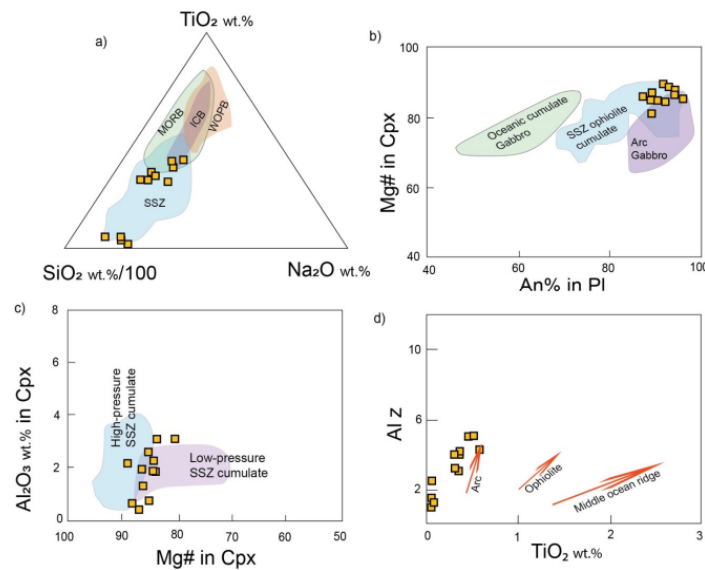 a)
TiO₂ wt.%
MORB
ICB
WOPB
SSZ
SiO₂ wt.%/100
Na₂O wt.%
b)
Mg# in Cpx
100
90
80
70
60
40
60
80
100
Oceanic cumulate
Gabbro
SSZ ophiolite
cumulate
Arc
Gabbro
An% in Pl
c)
Al₂O₃ wt.% in Cpx
8
6
4
2
0
High-pressure
SSZ cumulate
Low-pressure
SSZ cumulate
100
90
80
70
60
50
Mg# in Cpx
d)
Al z
10
6
2
Arc
Ophiolite
Middle ocean ridge
0
1
2
3
TiO₂ wt.%